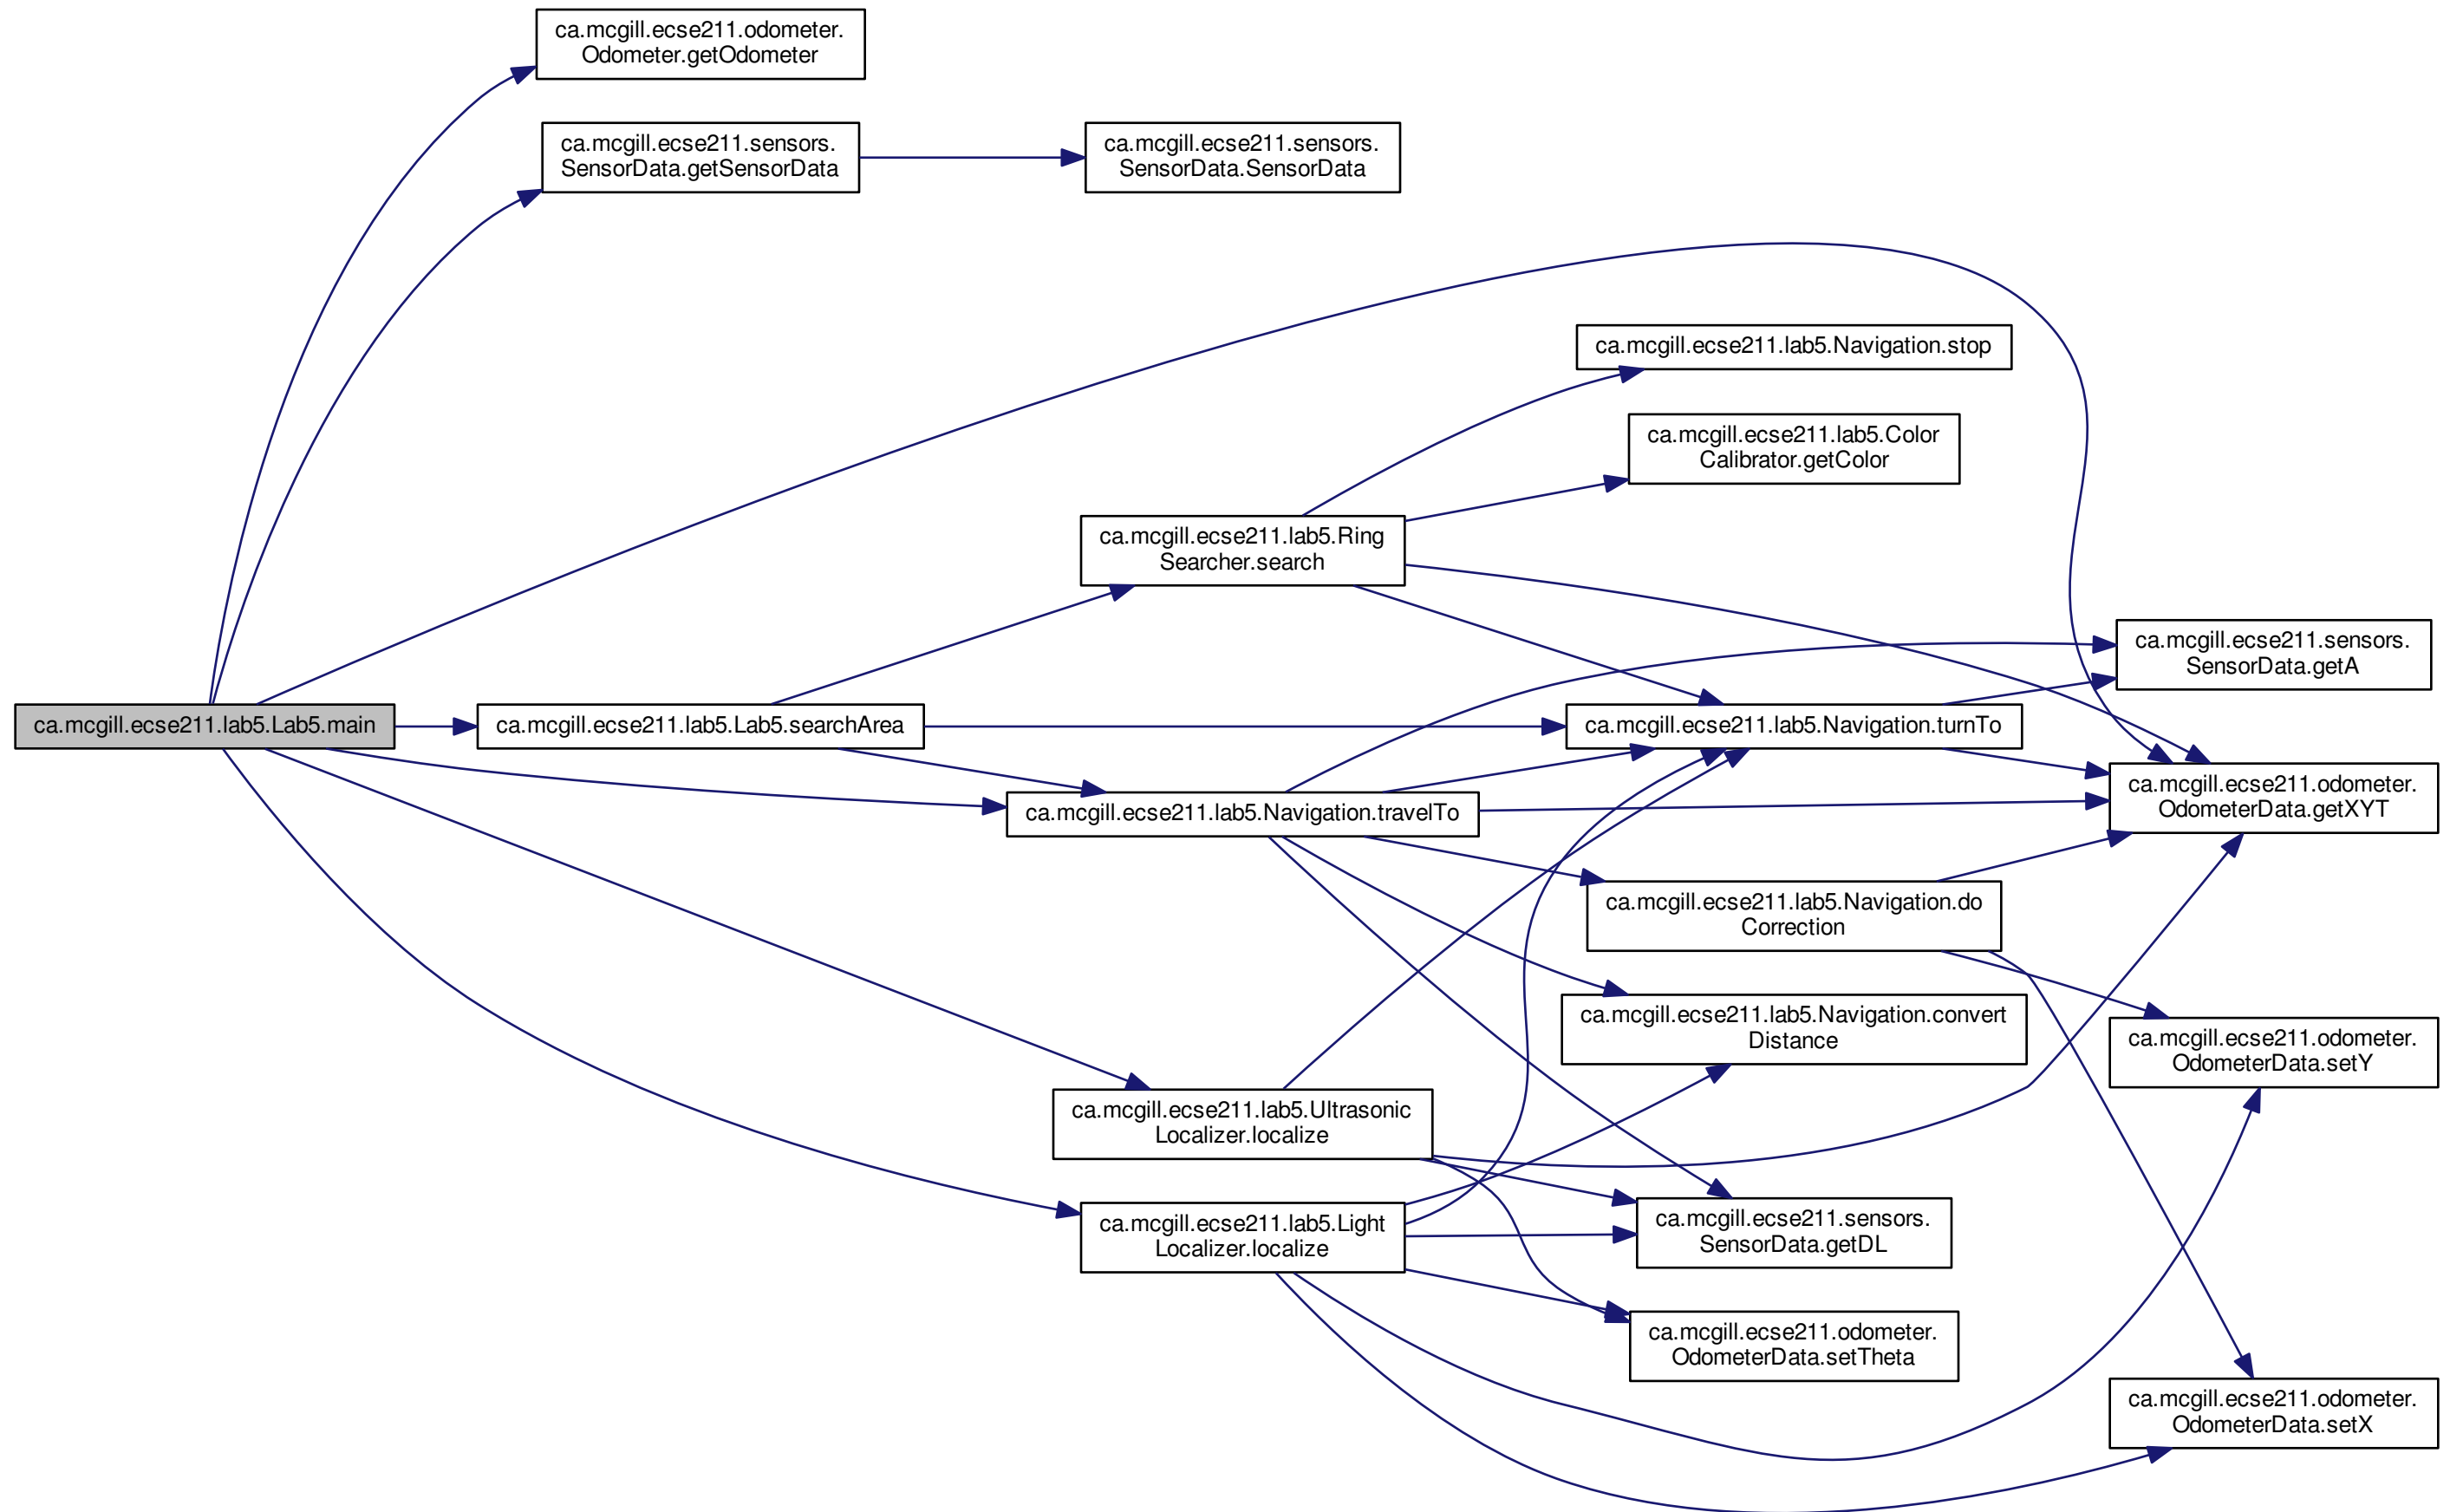 ca.mcgill.ecse211.odometer.
Odometer.getOdometer
ca.mcgill.ecse211.sensors.
SensorData.getSensorData
ca.mcgill.ecse211.sensors.
SensorData.SensorData
ca.mcgill.ecse211.lab5.Navigation.stop
ca.mcgill.ecse211.lab5.Color
Calibrator.getColor
ca.mcgill.ecse211.lab5.Ring
Searcher.search
ca.mcgill.ecse211.sensors.
SensorData.getA
ca.mcgill.ecse211.lab5.Lab5.main
ca.mcgill.ecse211.lab5.Lab5.searchArea
ca.mcgill.ecse211.lab5.Navigation.turnTo
ca.mcgill.ecse211.odometer.
OdometerData.getXYT
ca.mcgill.ecse211.lab5.Navigation.travelTo
ca.mcgill.ecse211.lab5.Navigation.do
Correction
ca.mcgill.ecse211.lab5.Navigation.convert
Distance
ca.mcgill.ecse211.odometer.
OdometerData.setY
ca.mcgill.ecse211.lab5.Ultrasonic
Localizer.localize
ca.mcgill.ecse211.lab5.Light
Localizer.localize
ca.mcgill.ecse211.sensors.
SensorData.getDL
ca.mcgill.ecse211.odometer.
OdometerData.setTheta
ca.mcgill.ecse211.odometer.
OdometerData.setX